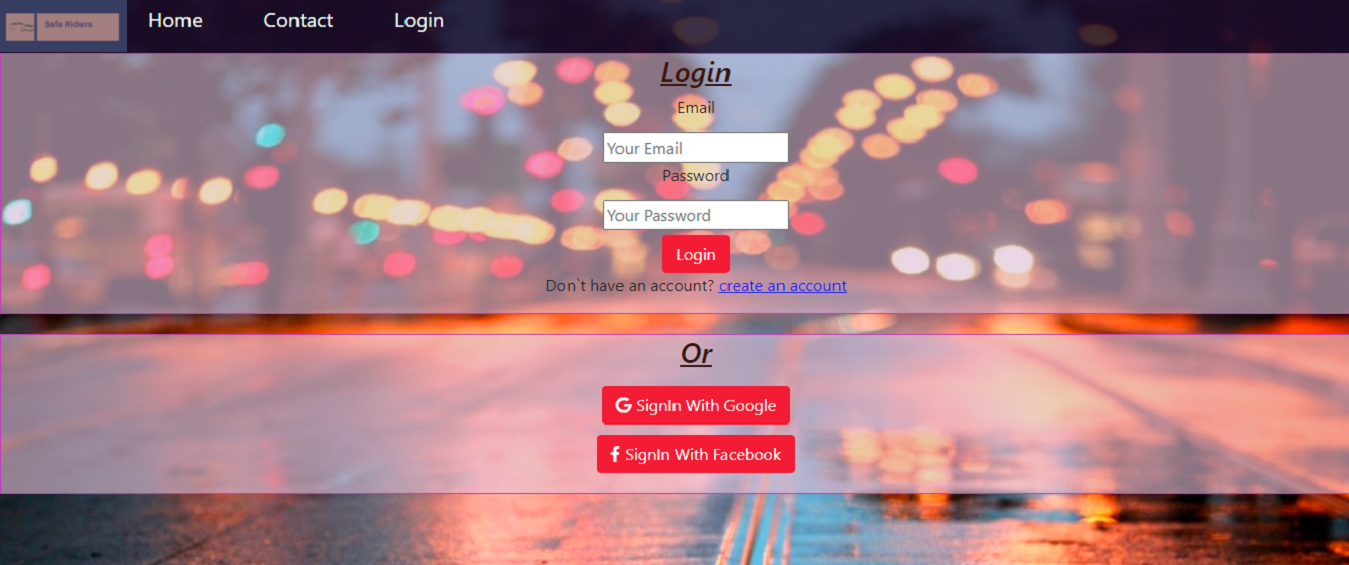 Safe Riders
Home Contact Login
Login
Email
Your Email
Password
Your Password
Login
Don`t have an account? create an account
Or
SignIn With Google
SignIn With Facebook